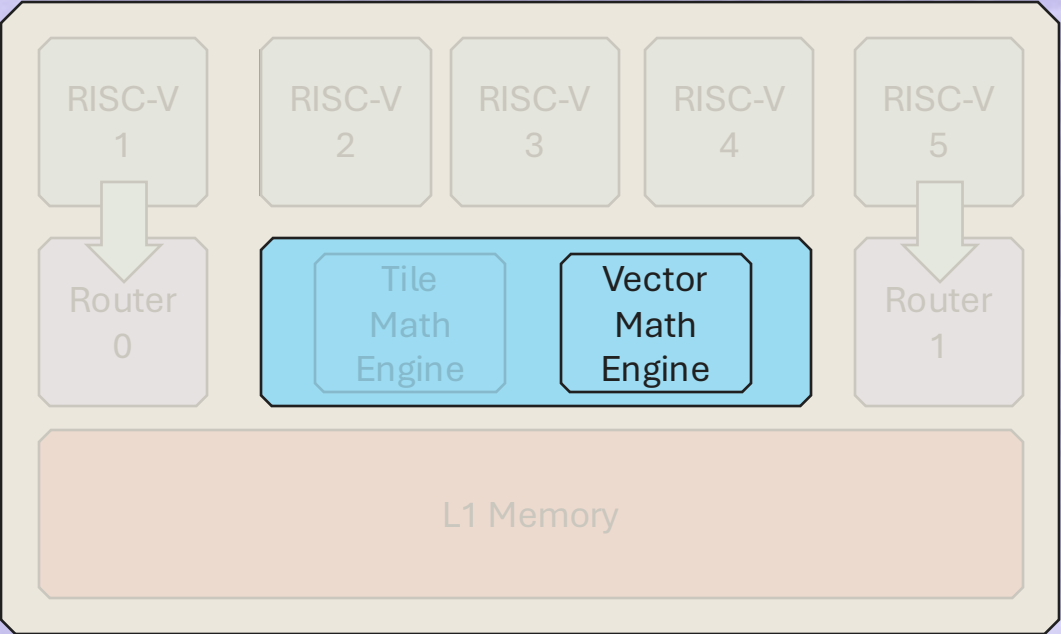 RISC-V
1
RISC-V
2
RISC-V
3
RISC-V
4
RISC-V
5
Router
0
Tile
Math
Engine
Vector
Math
Engine
Router
1
L1 Memory